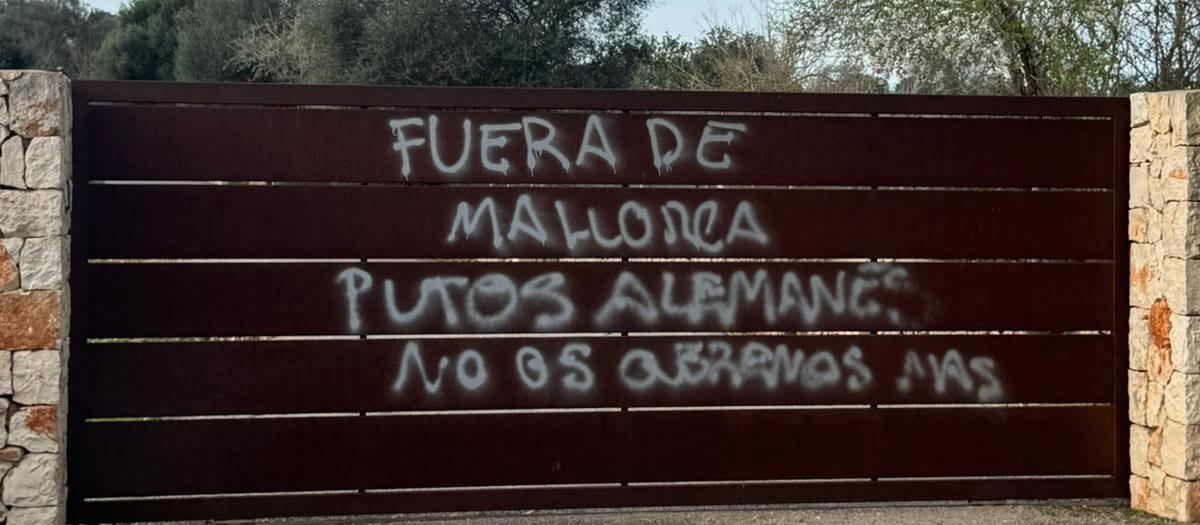 FUERA DE
MALLORCA
PUTOS ALEMANES
NO OS QUEREMOS MAS